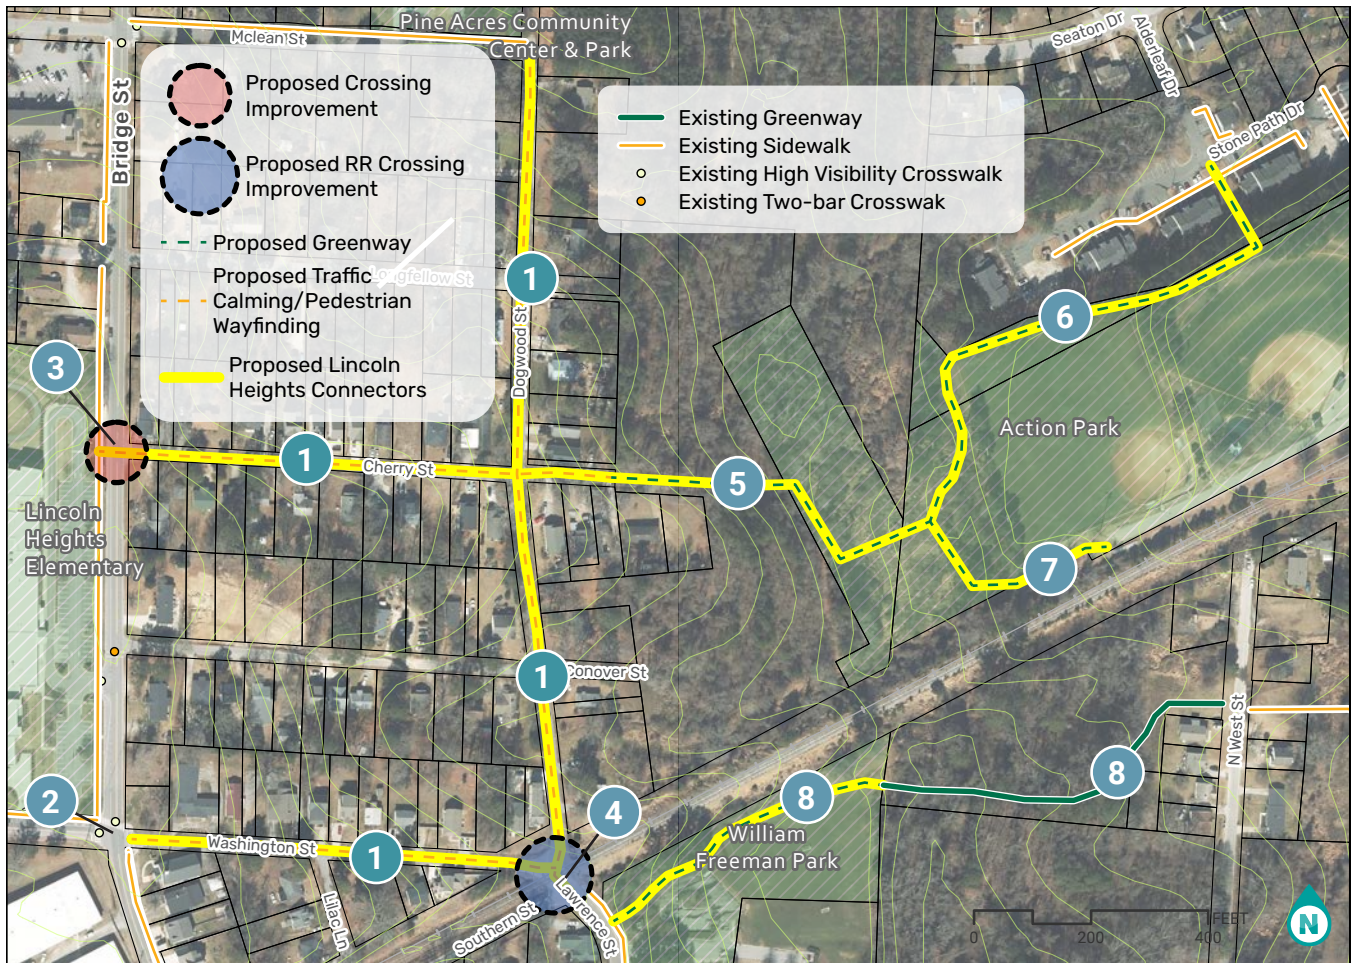 Pine Acres Community
Center & Park
Mclean St
Seaton Dr
Alderleaf Dr
Stone Path Dr
Bridge St
Proposed Crossing
Improvement
Proposed RR Crossing
Improvement
Proposed Greenway
Proposed Traffic
Calming/Pedestrian
Wayfinding
Proposed Lincoln
Heights Connectors
Existing Greenway
Existing Sidewalk
Existing High Visibility Crosswalk
Existing Two-bar Crosswak
Longfellow St
1
Dogwood St
6
3
Action Park
1
Cherry St
5
Lincoln
Heights
Elementary
7
1
Conover St
N West St
8
2
4
8
William
Freeman Park
Washington St
1
Lilac Ln
Southern St
Lawrence St
FEET
0
200
400
N